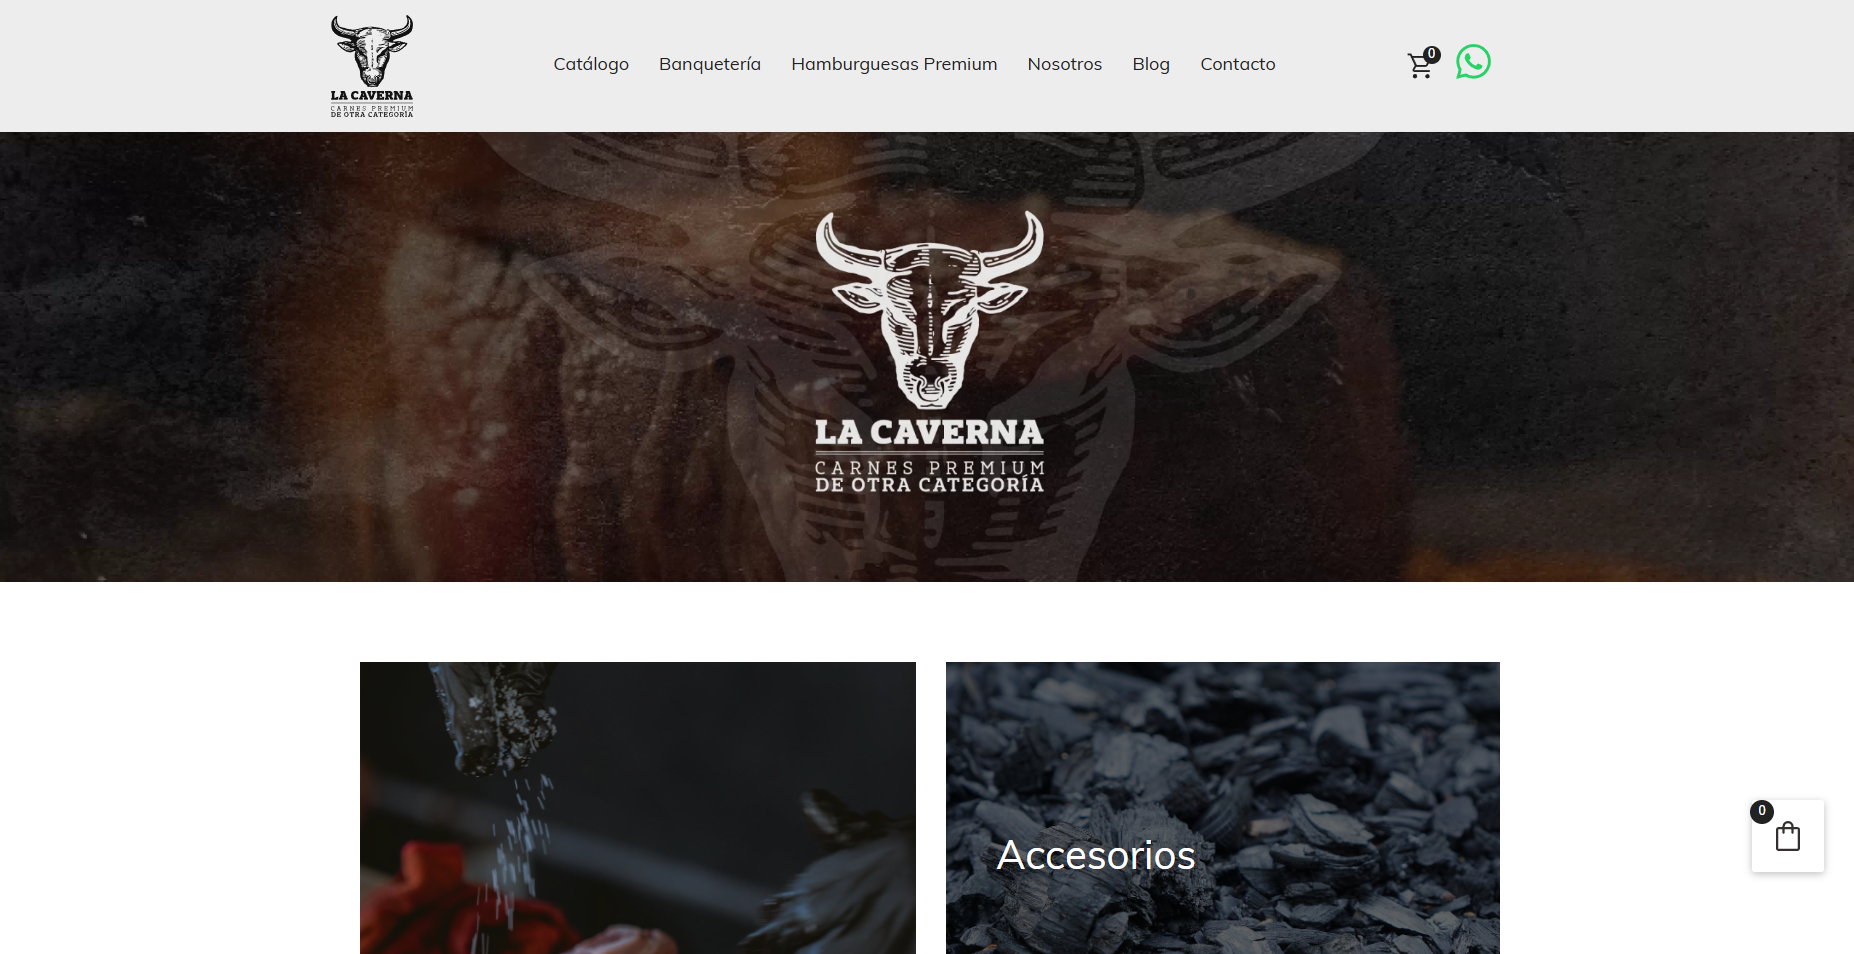 LA CAVERNA
CARNES PREMIUM
DE OTRA CATEGORÍA
Catálogo
Banquetería
Hamburguesas Premium
Nosotros
Blog
Contacto
0
LA CAVERNA
CARNES PREMIUM
DE OTRA CATEGORÍA
Accesorios
0